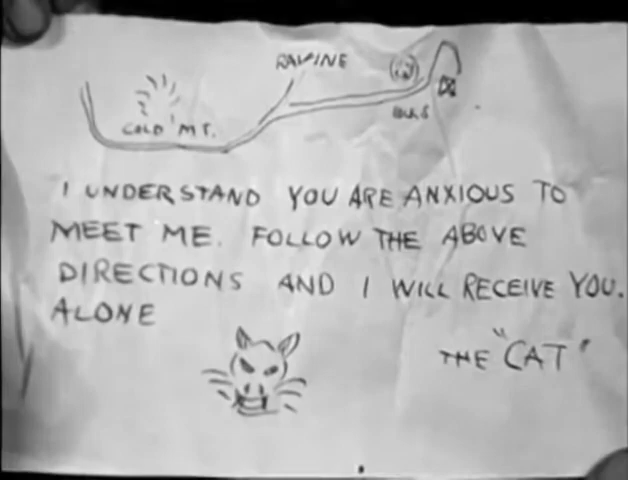 RAVINE
COLD MT.
I UNDERSTAND YOU ARE ANXIOUS TO
MEET ME. FOLLOW THE ABOVE
DIRECTIONS AND I WILL RECEIVE YOU.
ALONE
THE "CAT"